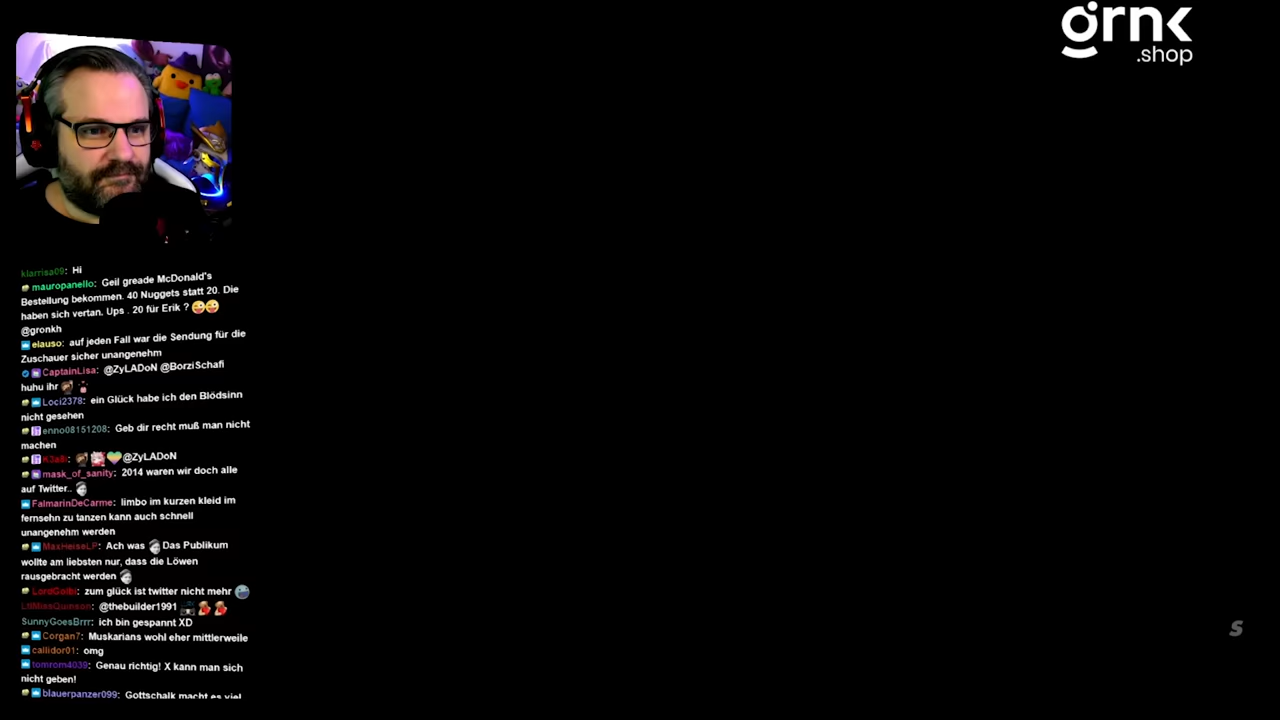 grnk
.shop
klarrisa09: Hi
mauropanello: Geil greade McDonald's
Bestellung bekommen. 40 Nuggets statt 20. Die
haben sich vertan. Ups . 20 für Erik ?
@gronkh
elauso: auf jeden Fall war die Sendung für die
Zuschauer sicher unangenehm
CaptainLisa: @ZyLADoN @BorziSchafi
huhu ihr
Loci2378: ein Glück habe ich den Blödsinn
nicht gesehen
enno08151208: Geb dir recht muß man nicht
machen
@ZyLADoN
mask_of_sanity: 2014 waren wir doch alle
auf Twitter..
FalmarinDeCarme: limbo im kurzen kleid im
fernsehn zu tanzen kann auch schnell
unangenehm werden
MaxHeiseLP: Ach was Das Publikum
wollte am liebsten nur, dass die Löwen
rausgebracht werden
LordGolbi: zum glück ist twitter nicht mehr
@thebuilder1991
SunnyGoesBrrr: ich bin gespannt XD
Corgan7: Muskarians wohl eher mittlerweile
callidor01: omg
tomrom4039: Genau richtig! X kann man sich
nicht geben!
blauerpanzer099: Gottschalk macht es viel
S